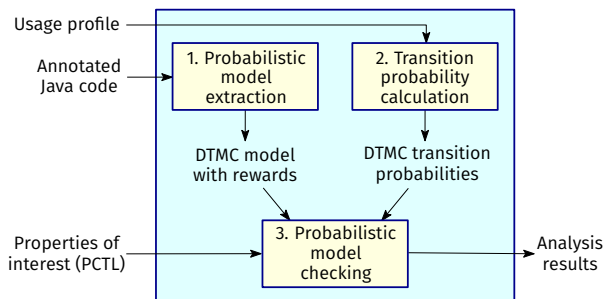 Usage profile
Annotated
Java code
1. Probabilistic
model
extraction
2. Transition
probability
calculation
DTMC model
with rewards
DTMC transition
probabilities
Properties of
interest (PCTL)
3. Probabilistic
model
checking
Analysis
results